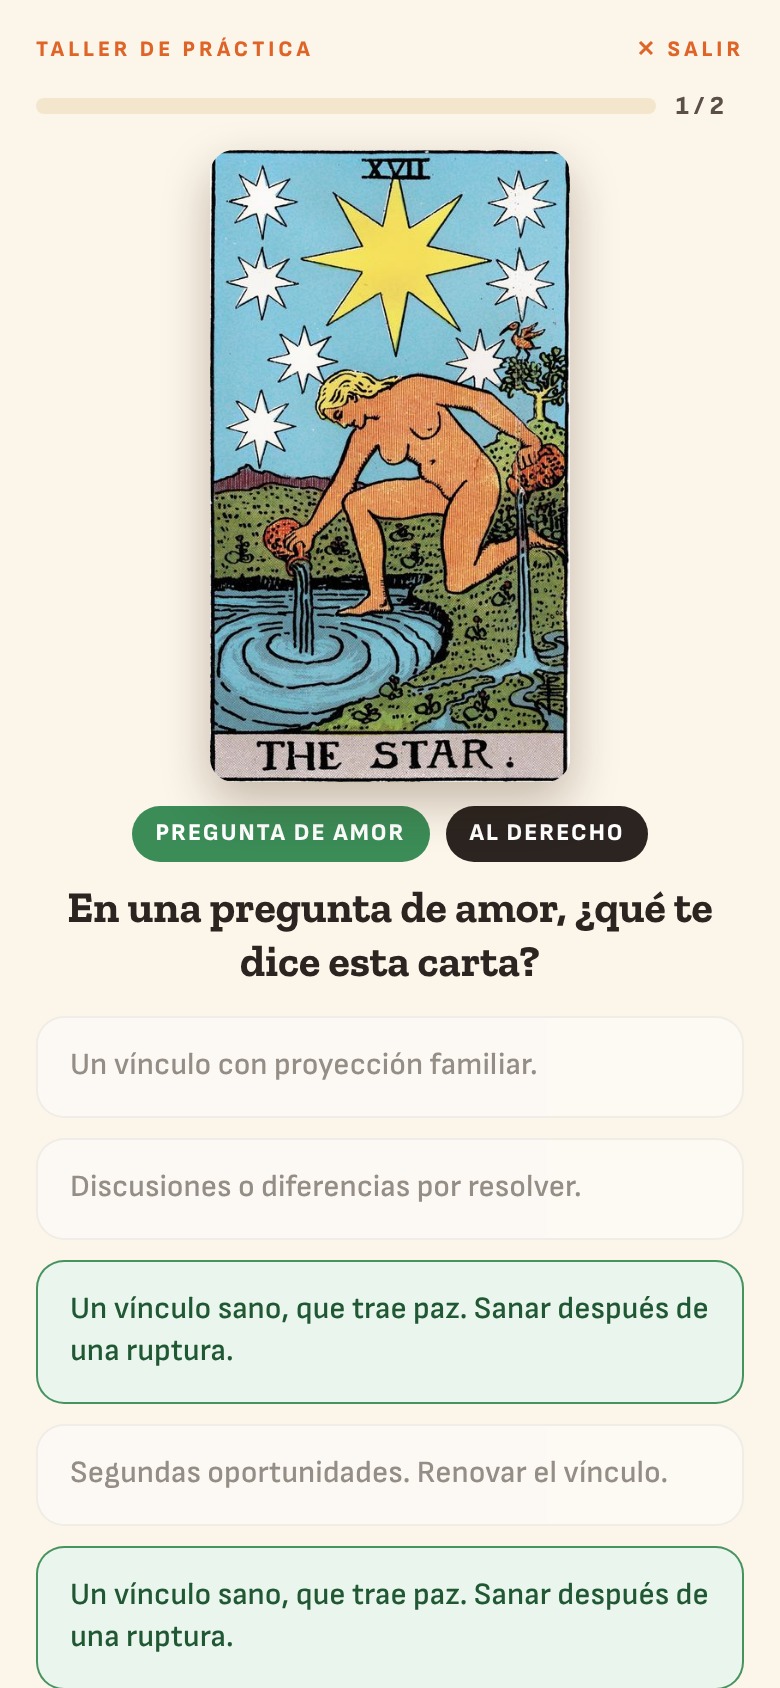 TALLER DE PRÁCTICA
✕ SALIR
1/2
XVII
THE STAR.
PREGUNTA DE AMOR
AL DERECHO
En una pregunta de amor, ¿qué te
dice esta carta?
Un vínculo con proyección familiar.
Discusiones o diferencias por resolver.
Un vínculo sano, que trae paz. Sanar después de
una ruptura.
Segundas oportunidades. Renovar el vínculo.
Un vínculo sano, que trae paz. Sanar después de
una ruptura.